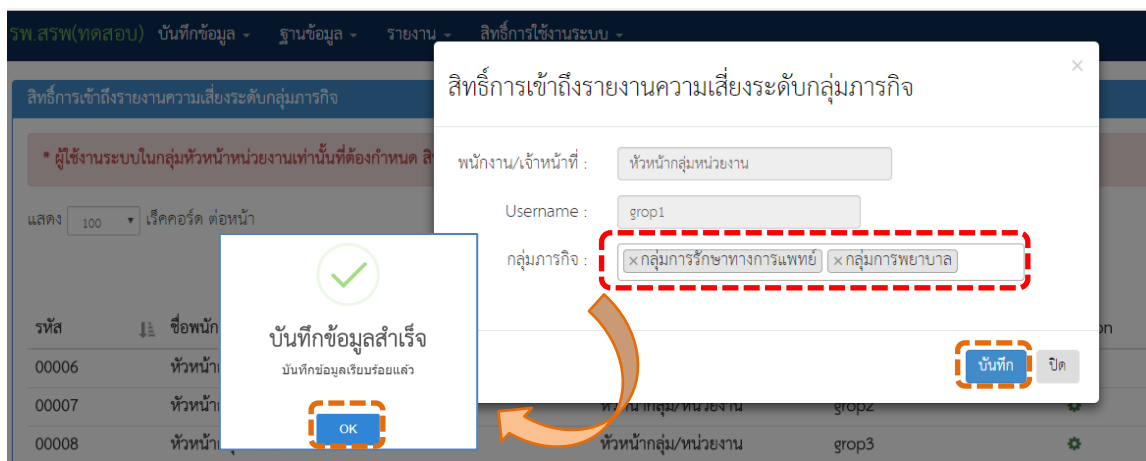 รพ.สรพ(ทดสอบ) บันทึกข้อมูล ฐานข้อมูล รายงาน สิทธิ์การใช้งานระบบ
สิทธิ์การเข้าถึงรายงานความเสี่ยงระดับกลุ่มภารกิจ
* ผู้ใช้งานระบบในกลุ่มหัวหน้าหน่วยงานเท่านั้นที่ต้องกำหนด
แสดง 100 เร็คคอร์ด ต่อหน้า
สิทธิ์การเข้าถึงรายงานความเสี่ยงระดับกลุ่มภารกิจ
×
พนักงาน/เจ้าหน้าที่ : หัวหน้ากลุ่มหน่วยงาน
Username : grop1
กลุ่มภารกิจ : ×กลุ่มการรักษาทางการแพทย์ ×กลุ่มการพยาบาล
บันทึก ปิด
บันทึกข้อมูลสำเร็จ
บันทึกข้อมูลเรียบร้อยแล้ว
OK
รหัส
00006
00007 หัวหน้ากลุ่ม/หน่วยงาน grop2
00008 หัวหน้ากลุ่ม/หน่วยงาน grop3